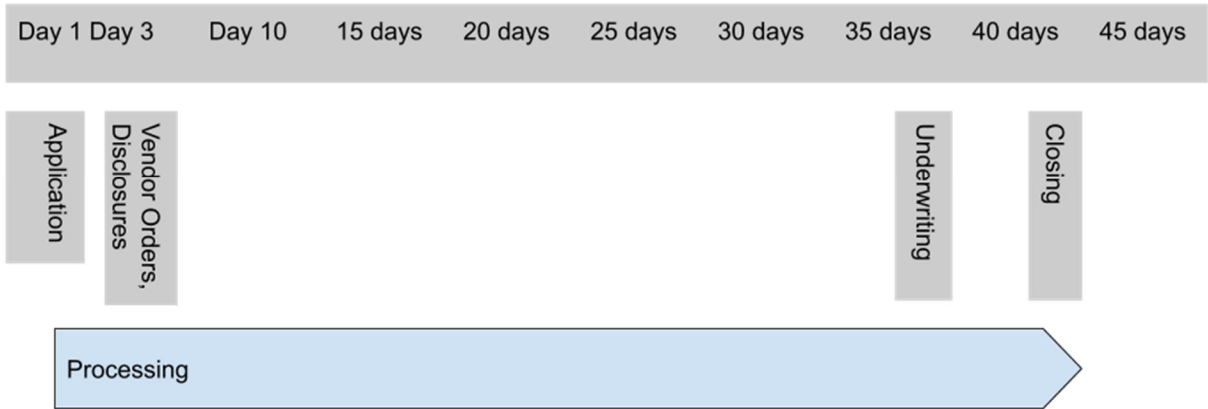 Day 1 Day 3 Day 10 15 days 20 days 25 days 30 days 35 days 40 days 45 days
Application
Vendor Orders,
Disclosures
Underwriting
Closing
Processing